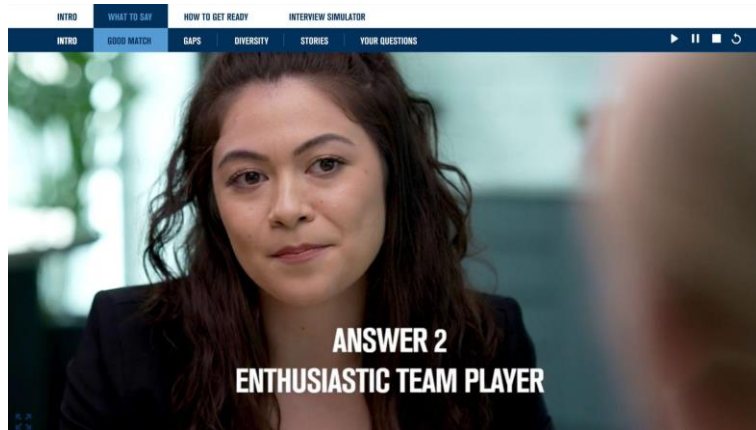 INTRO WHAT TO SAY HOW TO GET READY INTERVIEW SIMULATOR
INTRO GOOD MATCH GAPS DIVERSITY STORIES YOUR QUESTIONS
ANSWER 2
ENTHUSIASTIC TEAM PLAYER